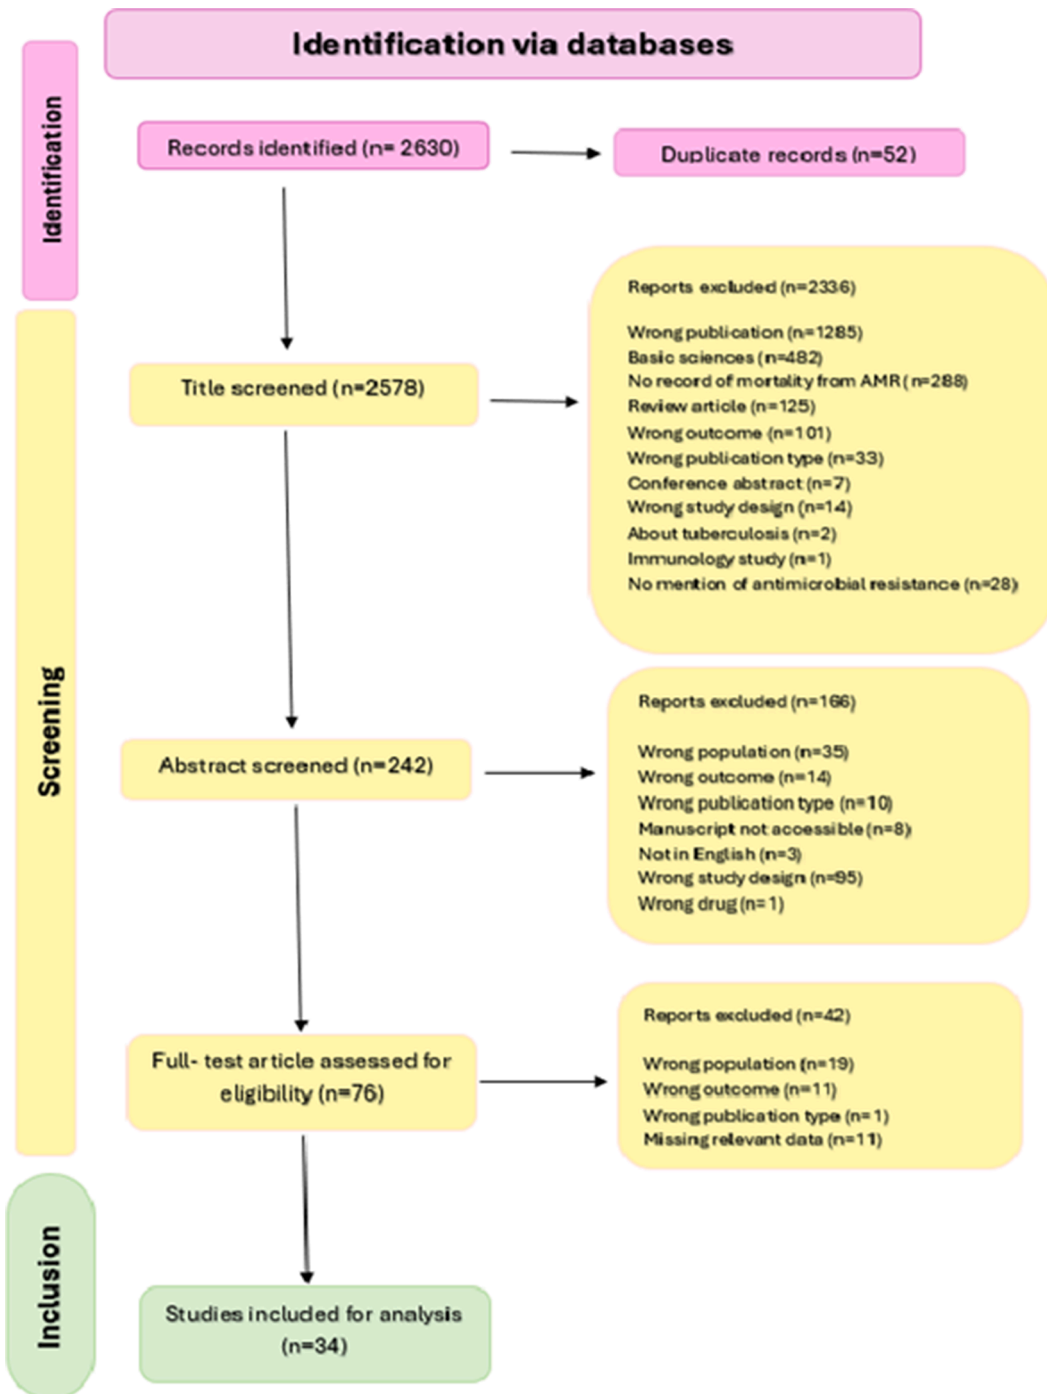 Identification via databases
Identification
Records identified (n= 2630)
Duplicate records (n=52)
Screening
Title screened (n=2578)
Reports excluded (n=2336)
Wrong publication (n=1285)
Basic sciences (n=482)
No record of mortality from AMR (n=288)
Review article (n=125)
Wrong outcome (n=101)
Wrong publication type (n=33)
Conference abstract (n=7)
Wrong study design (n=14)
About tuberculosis (n=2)
Immunology study (n=1)
No mention of antimicrobial resistance (n=28)
Abstract screened (n=242)
Reports excluded (n=166)
Wrong population (n=35)
Wrong outcome (n=14)
Wrong publication type (n=10)
Manuscript not accessible (n=8)
Not in English (n=3)
Wrong study design (n=95)
Wrong drug (n=1)
Full- test article assessed for
eligibility (n=76)
Reports excluded (n=42)
Wrong population (n=19)
Wrong outcome (n=11)
Wrong publication type (n=1)
Missing relevant data (n=11)
Inclusion
Studies included for analysis
(n=34)